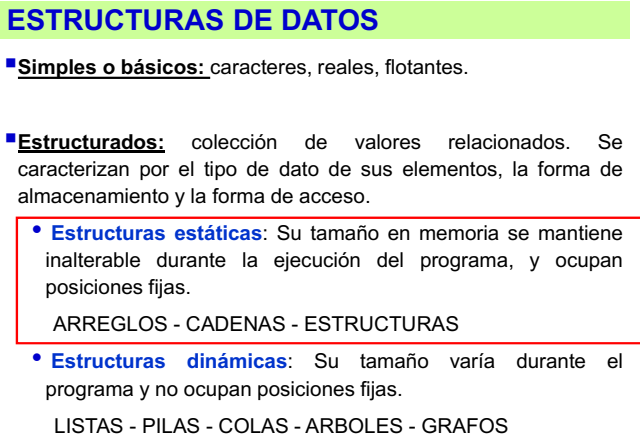 ESTRUCTURAS DE DATOS
Simples o básicos: caracteres, reales, flotantes.
Estructurados: colección de valores relacionados. Se
caracterizan por el tipo de dato de sus elementos, la forma de
almacenamiento y la forma de acceso.
Estructuras estáticas: Su tamaño en memoria se mantiene
inalterable durante la ejecución del programa, y ocupan
posiciones fijas.
ARREGLOS - CADENAS - ESTRUCTURAS
Estructuras dinámicas: Su tamaño varía durante el
programa y no ocupan posiciones fijas.
LISTAS - PILAS - COLAS - ARBOLES - GRAFOS